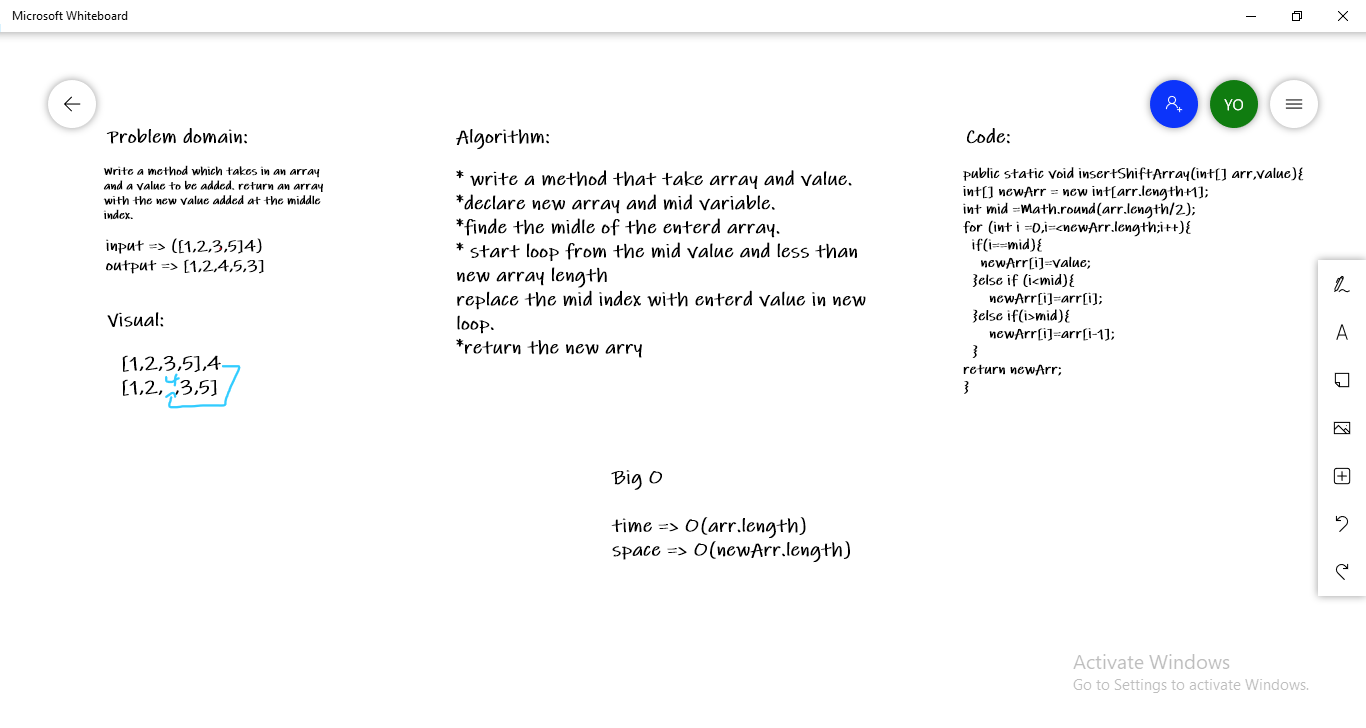 Microsoft Whiteboard
YO
Problem domain:
Write a method which takes in an array
and a value to be added. return an array
with the new value added at the middle
index.
input => ([1,2,3,5]4)
output => [1,2,4,5,3]
Visual:
[1,2,3,5],4
4
[1,2, ,3,5]
Algorithm:
* write a method that take array and value.
*declare new array and mid variable.
*finde the midle of the enterd array.
* start loop from the mid value and less than
new array length
replace the mid index with enterd value in new
loop.
*return the new arry
Big O
time => O(arr.length)
space => O(newArr.length)
Code:
public static void insertShiftArray(int[] arr,value){
int[] newArr = new int[arr.length+1];
int mid =Math.round(arr.length/2);
for (int i =0,i=<newArr.length;i++){
if(i==mid){
newArr[i]=value;
}else if (i<mid){
newArr[i]=arr[i];
}else if(i>mid){
newArr[i]=arr[i-1];
}
return newArr;
}
A
Activate Windows
Go to Settings to activate Windows.